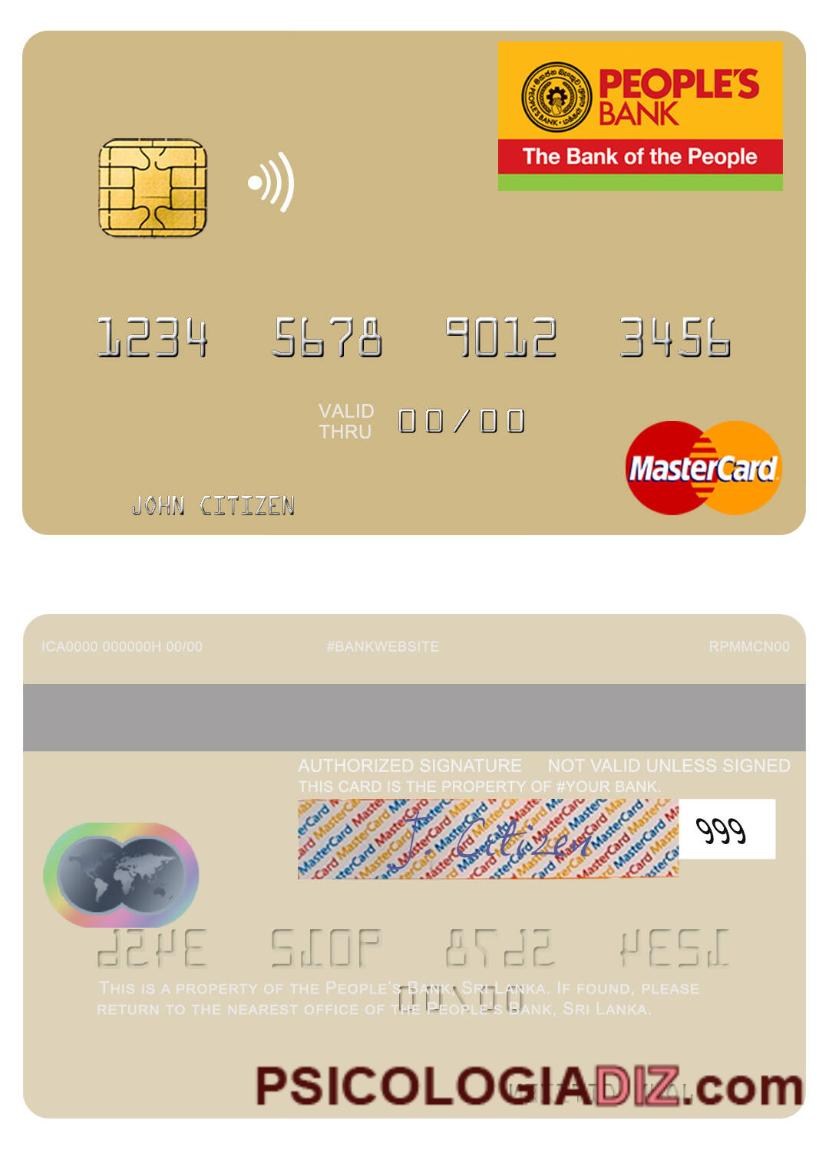 PEOPLE'S
BANK
The Bank of the People
1234 5678 9012 3456
VALID
THRU 00/00
MasterCard
JOHN CITIZEN
ICA0000 000000H 00/00 #BANKWEBSITE RPMMCN00
AUTHORIZED SIGNATURE NOT VALID UNLESS SIGNED
THIS CARD IS THE PROPERTY OF #YOUR BANK.
J Citizen 999
THIS IS A PROPERTY OF THE PEOPLE'S BANK, SRI LANKA. IF FOUND, PLEASE
RETURN TO THE NEAREST OFFICE OF THE PEOPLE'S BANK, SRI LANKA.
PSICOLOGIADIZ.com